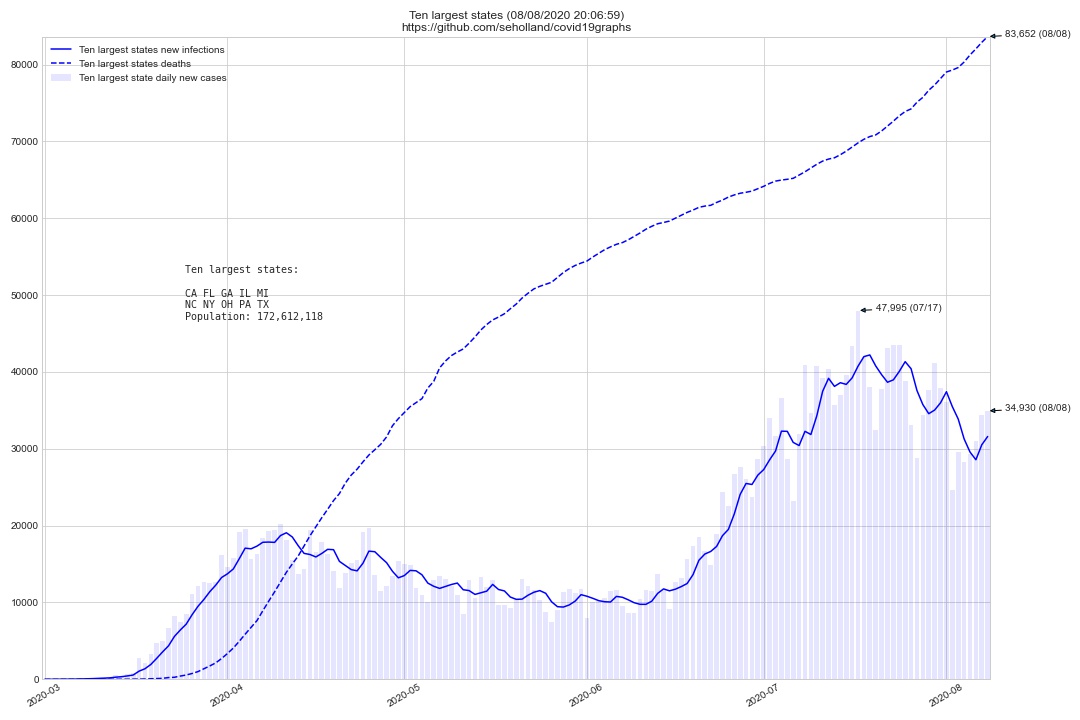 Ten largest states (08/08/2020 20:06:59)
https://github.com/seholland/covid19graphs
Ten largest states new infections
Ten largest states deaths
Ten largest state daily new cases
83,652 (08/08)
80000
70000
60000
50000
40000
30000
20000
10000
0
Ten largest states:
CA FL GA IL MI
NC NY OH PA TX
Population: 172,612,118
47,995 (07/17)
34,930 (08/08)
2020-03
2020-04
2020-05
2020-06
2020-07
2020-08